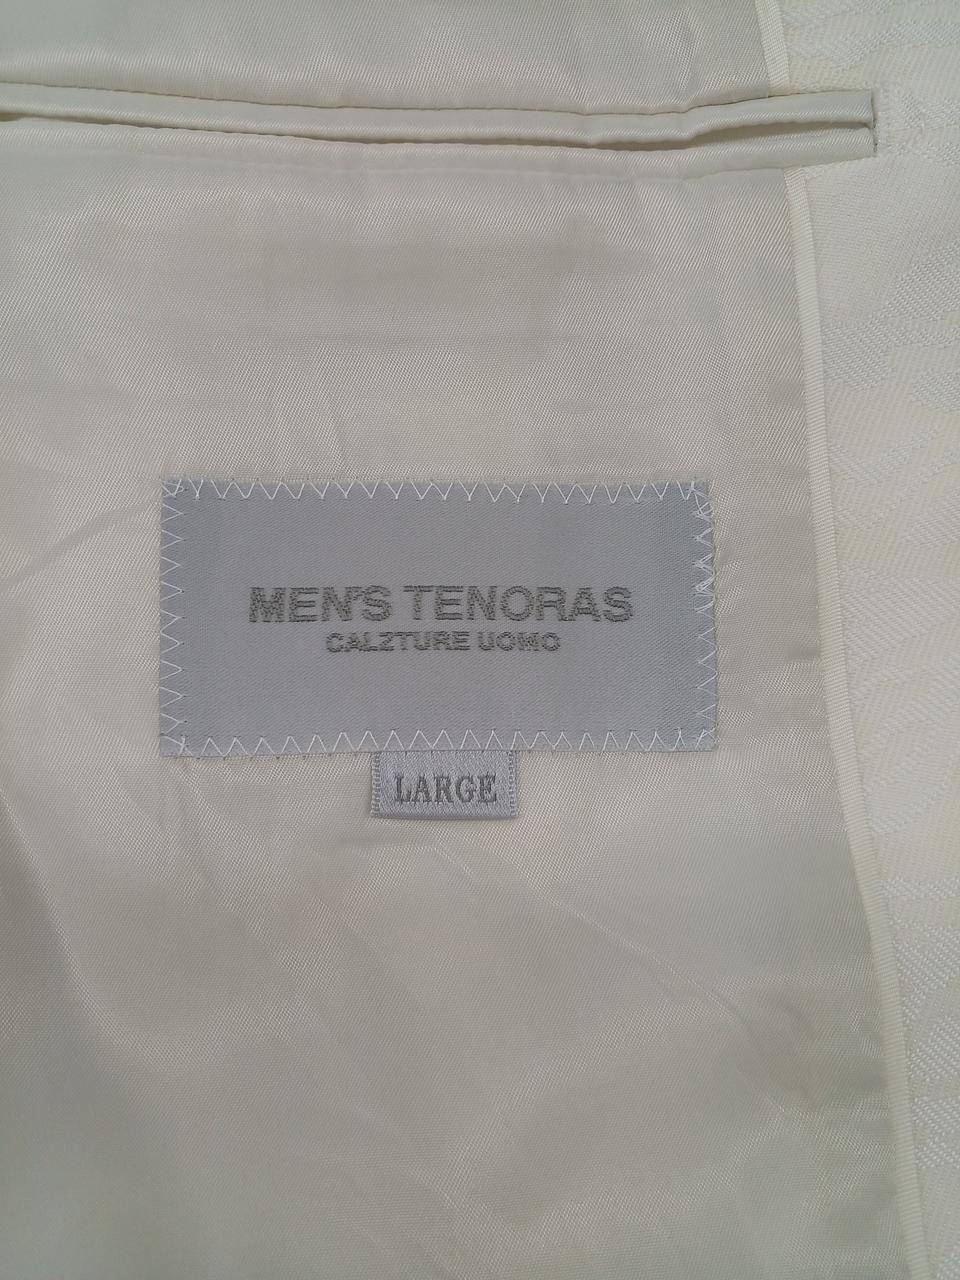 MEN'S TENORAS
CALZTURE UOMO
LARGE